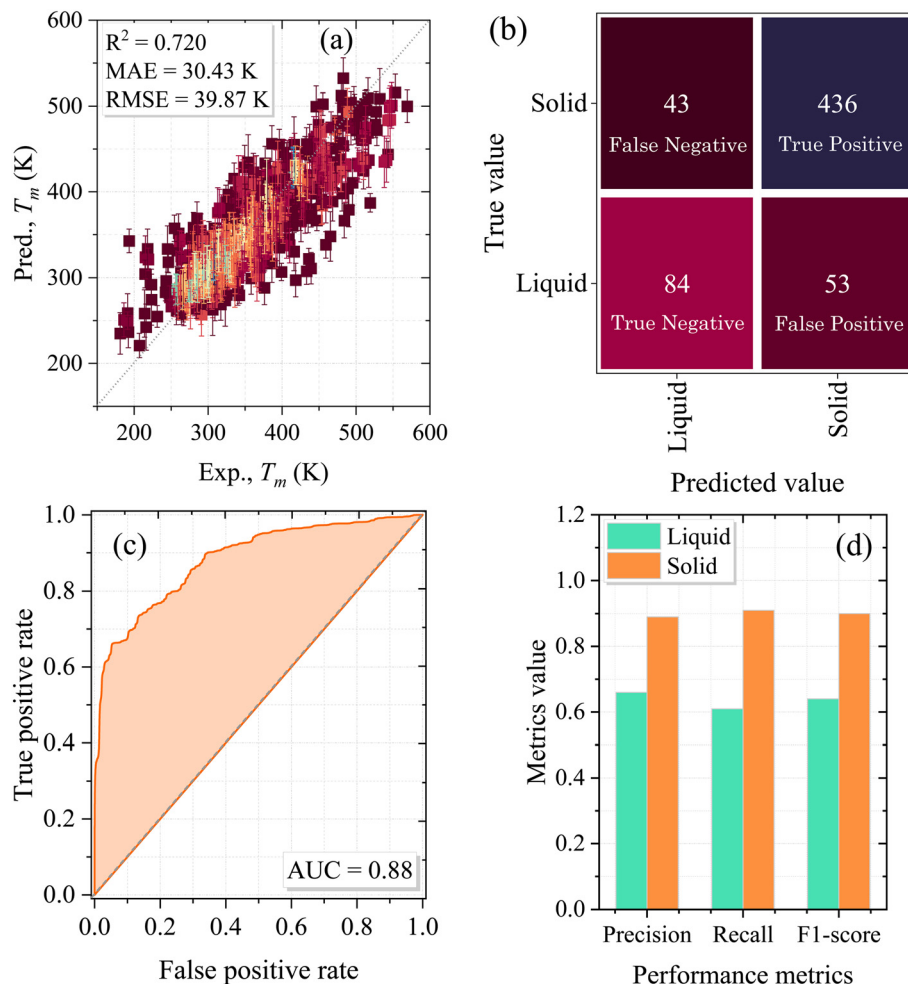 (a)
R² = 0.720
MAE = 30.43 K
RMSE = 39.87 K
600
500
400
300
200
Pred., Tm (K)
200 300 400 500 600
Exp., Tm (K)
(b)
True value
Solid
43
False Negative
436
True Positive
Liquid
84
True Negative
53
False Positive
Liquid
Solid
Predicted value
(c)
True positive rate
1.0
0.8
0.6
0.4
0.2
0.0
AUC = 0.88
0.0 0.2 0.4 0.6 0.8 1.0
False positive rate
(d)
Liquid
Solid
Metrics value
1.2
1.0
0.8
0.6
0.4
0.2
0.0
Precision Recall F1-score
Performance metrics